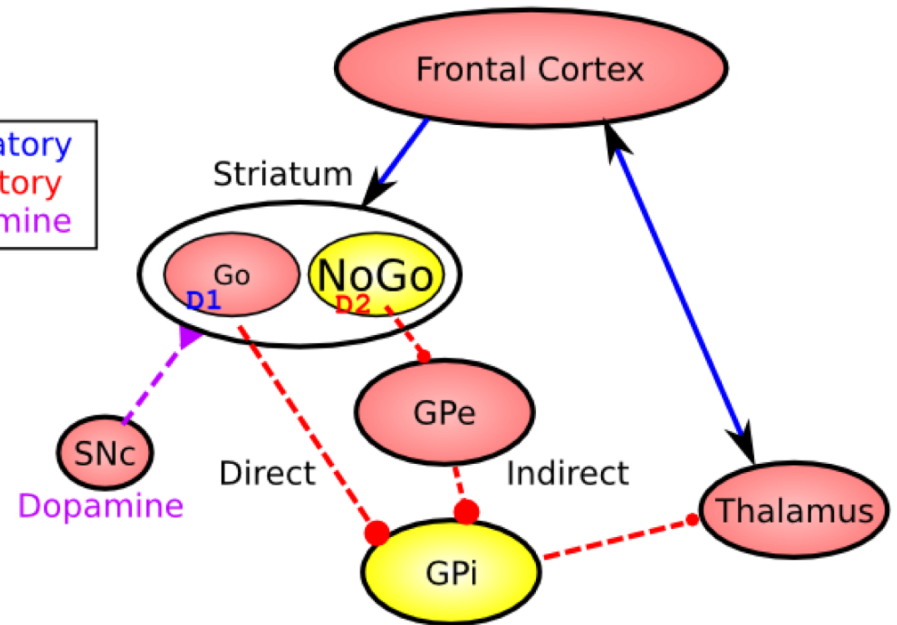 Frontal Cortex
atory
tory
mine
Striatum
Go
NoGo
D1
D2
GPe
SNc
Direct
Indirect
Dopamine
Thalamus
GPi